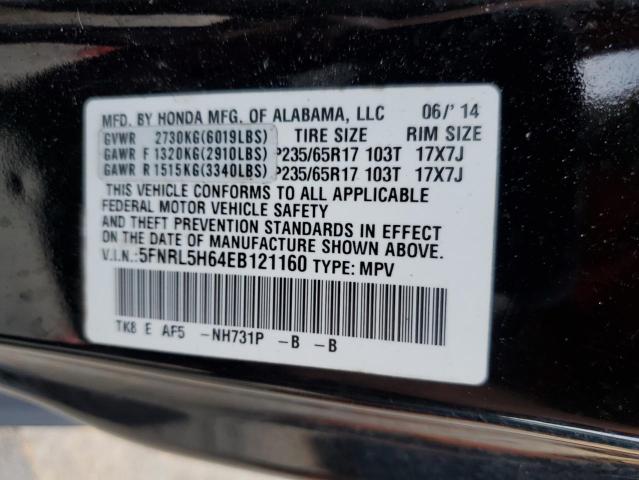 MFD. BY HONDA MFG. OF ALABAMA, LLC 06/'14
GVWR 2730KG(6019LBS) TIRE SIZE RIM SIZE
GAWR F 1320KG(2910LBS) P235/65R17 103T 17X7J
GAWR R 1515KG(3340LBS) P235/65R17 103T 17X7J
THIS VEHICLE CONFORMS TO ALL APPLICABLE
FEDERAL MOTOR VEHICLE SAFETY
AND THEFT PREVENTION STANDARDS IN EFFECT
ON THE DATE OF MANUFACTURE SHOWN ABOVE.
V.I.N.:5FNRL5H64EB121160 TYPE: MPV
TK8 E AF5 -NH731P -B -B